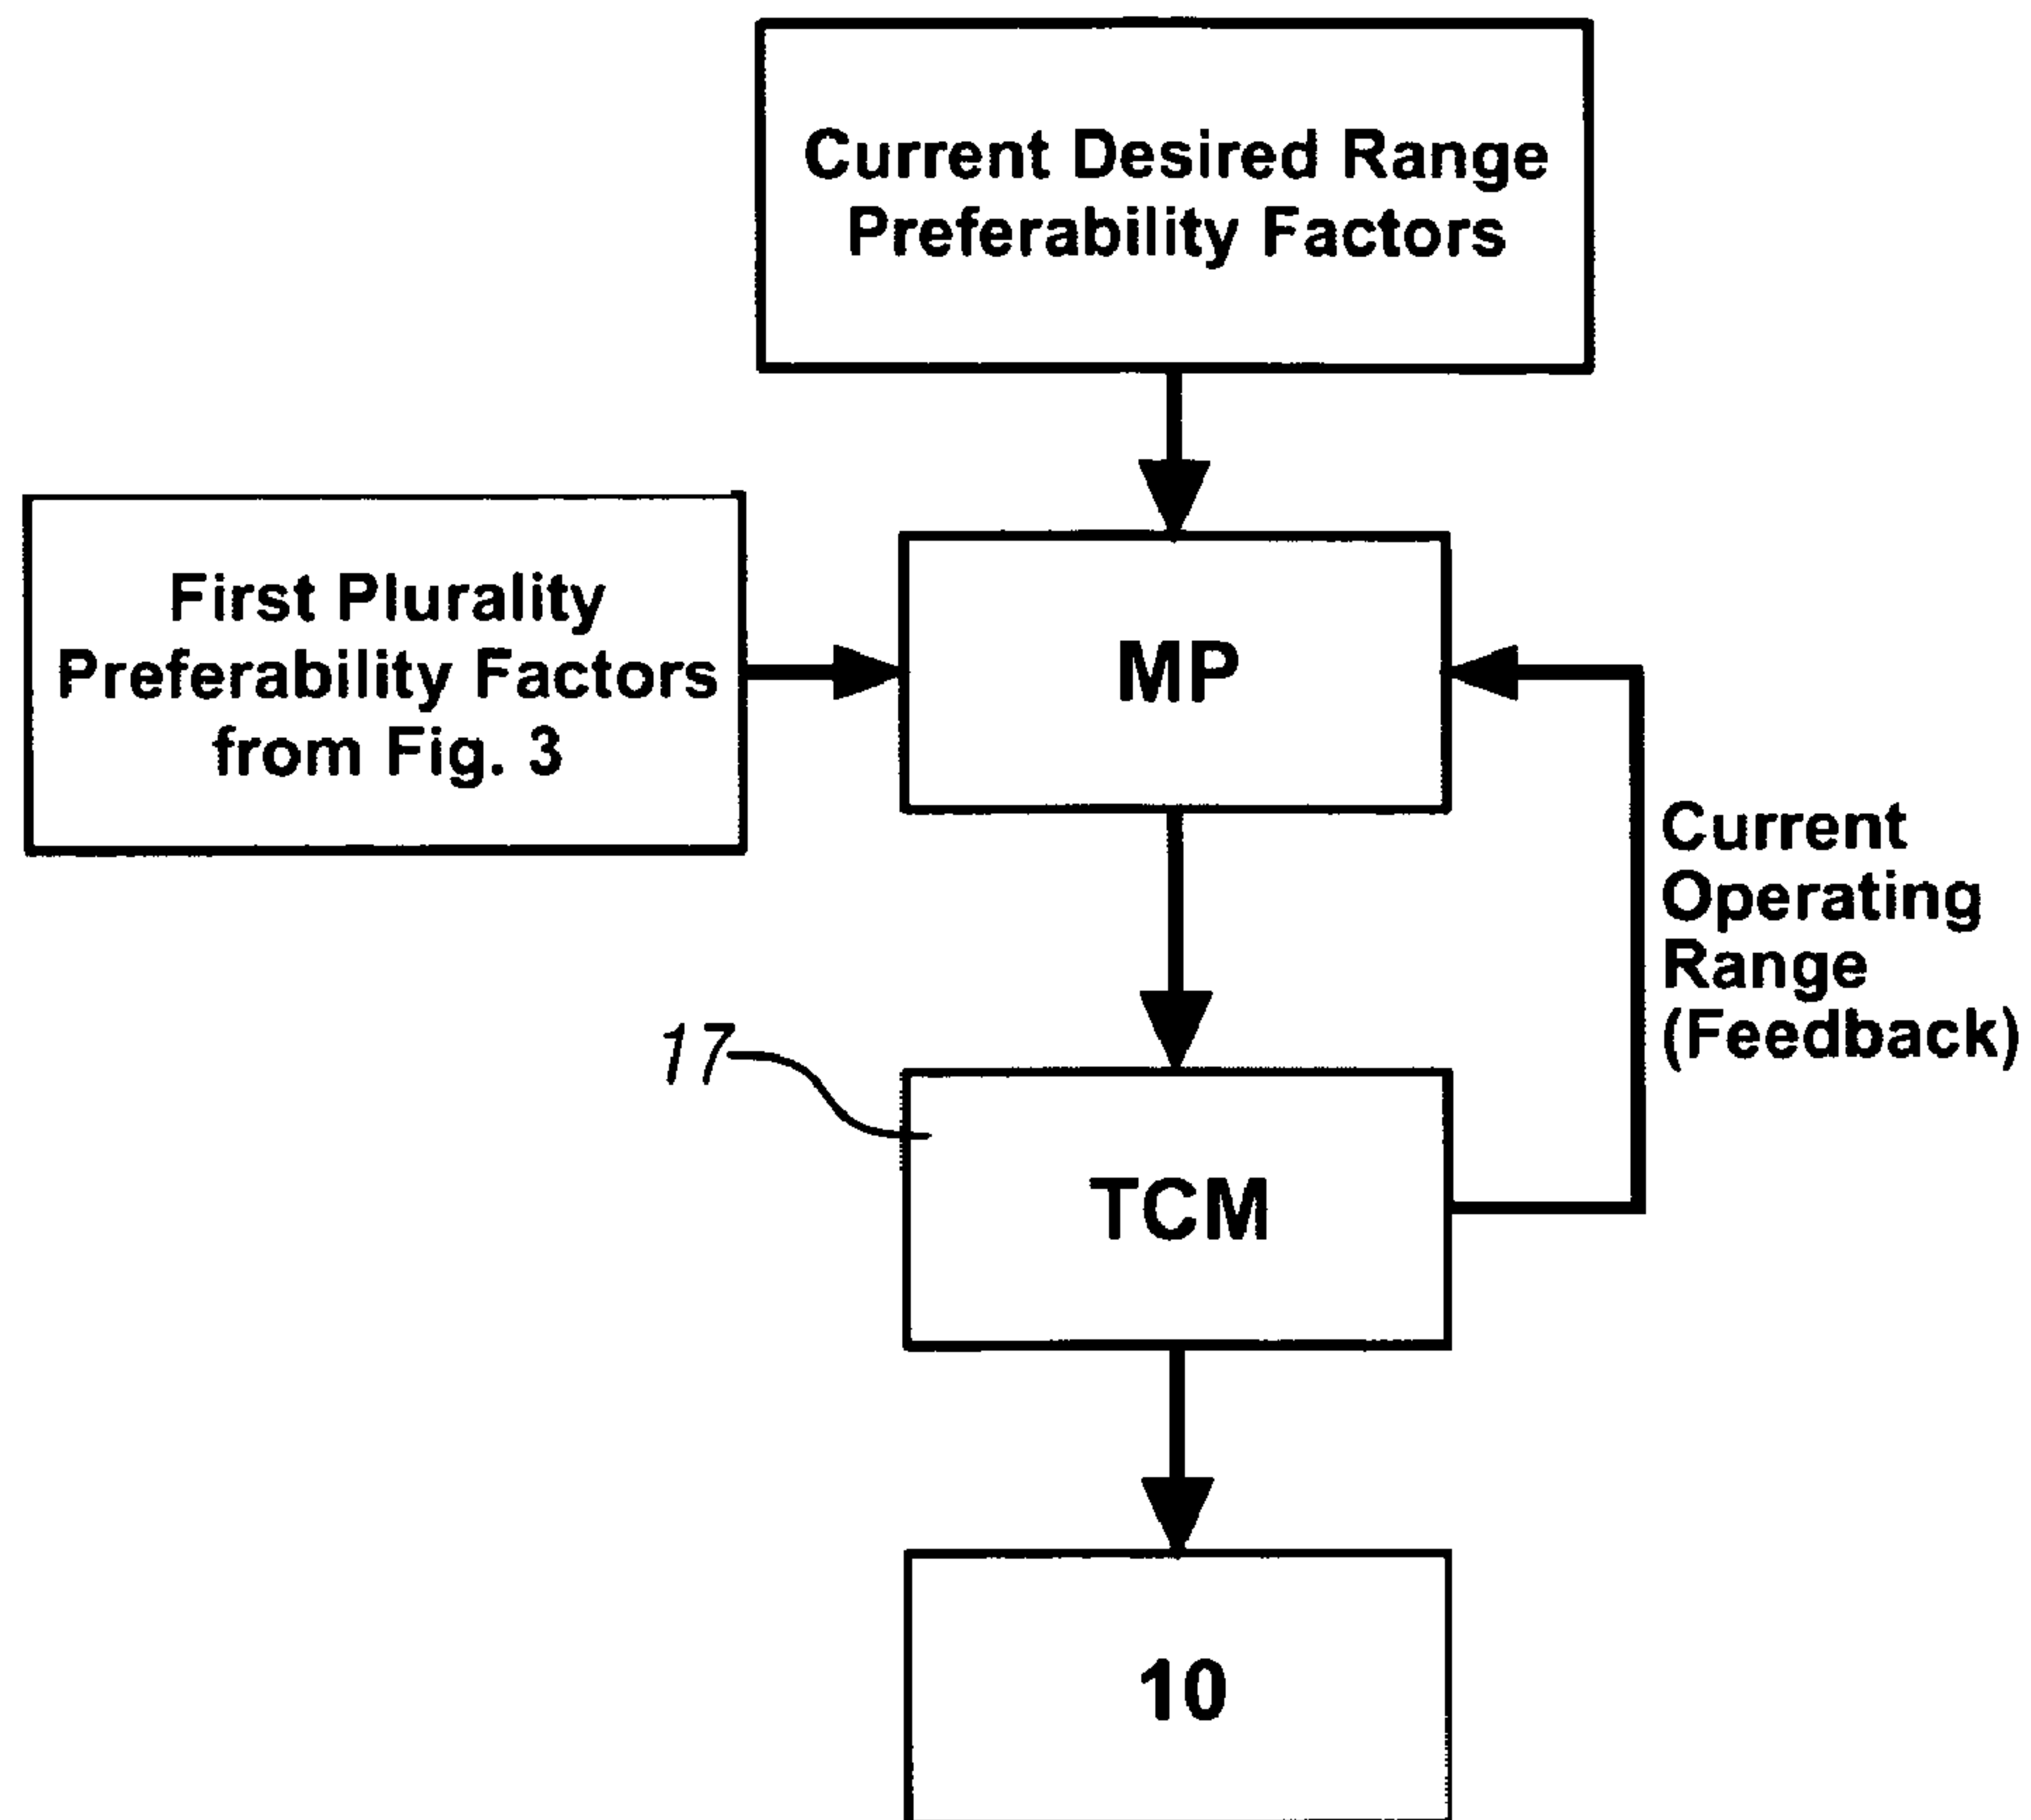 Current Desired Range
Preferability Factors
First Plurality
Preferability Factors
from Fig. 3
MP
Current
Operating
Range
(Feedback)
17
TCM
10